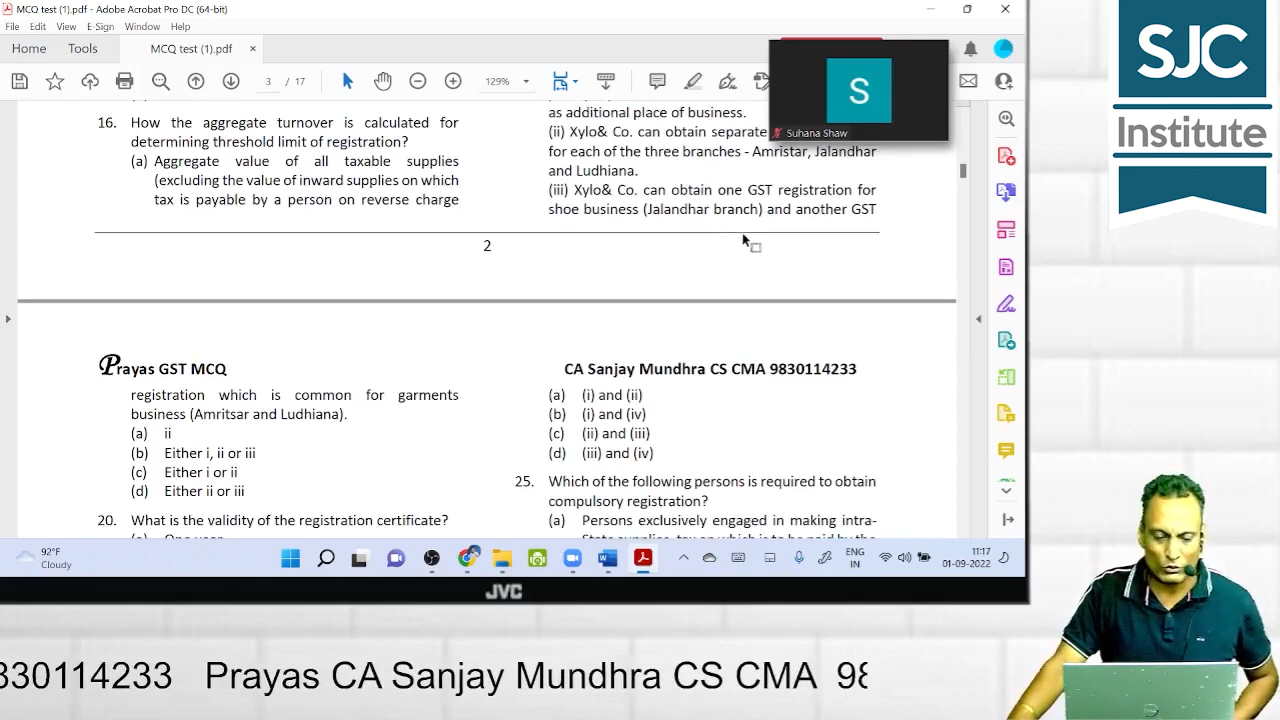 MCQ test (1).pdf - Adobe Acrobat Pro DC (64-bit)
File Edit View E-Sign Window Help
Home Tools MCQ test (1).pdf ×
3 / 17 129%
S
Suhana Shaw
16. How the aggregate turnover is calculated for
determining threshold limit of registration?
(a) Aggregate value of all taxable supplies
(excluding the value of inward supplies on which
tax is payable by a person on reverse charge
as additional place of business.
(ii) Xylo& Co. can obtain separate
for each of the three branches - Amristar, Jalandhar
and Ludhiana.
(iii) Xylo& Co. can obtain one GST registration for
shoe business (Jalandhar branch) and another GST
2
Prayas GST MCQ
CA Sanjay Mundhra CS CMA 9830114233
registration which is common for garments
business (Amritsar and Ludhiana).
(a) ii
(b) Either i, ii or iii
(c) Either i or ii
(d) Either ii or iii
20. What is the validity of the registration certificate?
(a) (i) and (ii)
(b) (i) and (iv)
(c) (ii) and (iii)
(d) (iii) and (iv)
25. Which of the following persons is required to obtain
compulsory registration?
(a) Persons exclusively engaged in making intra-
92°F
Cloudy
ENG
IN
11:17
01-09-2022
JVC
SJC
Institute
830114233 Prayas CA Sanjay Mundhra CS CMA 98